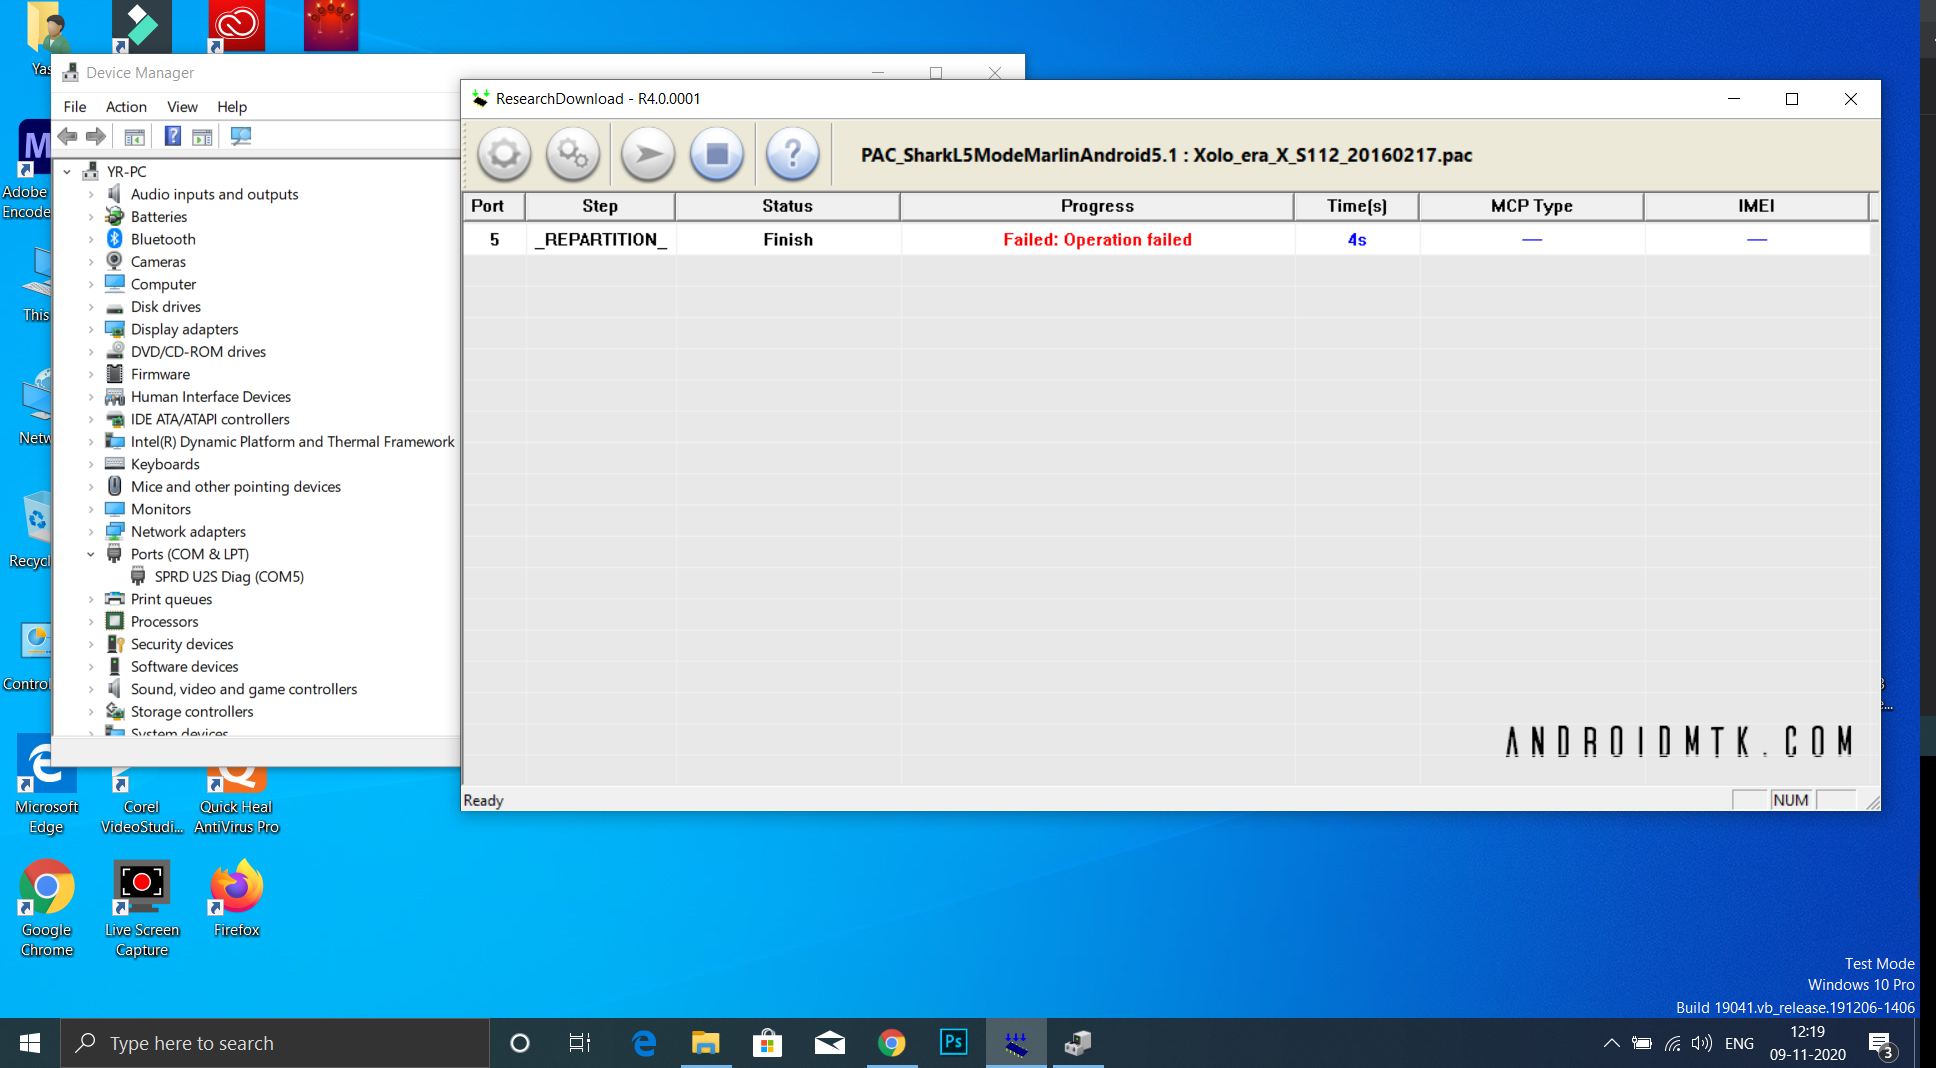 Yas
Device Manager
File Action View Help
YR-PC
Audio inputs and outputs
Batteries
Bluetooth
Cameras
Computer
Disk drives
Display adapters
DVD/CD-ROM drives
Firmware
Human Interface Devices
IDE ATA/ATAPI controllers
Intel(R) Dynamic Platform and Thermal Framework
Keyboards
Mice and other pointing devices
Monitors
Network adapters
Ports (COM & LPT)
SPRD U2S Diag (COM5)
Print queues
Processors
Security devices
Software devices
Sound, video and game controllers
Storage controllers
System devices
ResearchDownload - R4.0.0001
PAC_SharkL5ModeMarlinAndroid5.1 : Xolo_era_X_S112_20160217.pac
Port Step Status Progress Time(s) MCP Type IMEI
5 _REPARTITION_ Finish Failed: Operation failed 4s — —
ANDROIDMTK.COM
Ready
NUM
Adobe
Encode
This
Netw
Recycl
Control
Microsoft
Edge
Corel
VideoStudi...
Quick Heal
AntiVirus Pro
Google
Chrome
Live Screen
Capture
Firefox
Test Mode
Windows 10 Pro
Build 19041.vb_release.191206-1406
Type here to search
Ps
ENG
12:19
09-11-2020
3